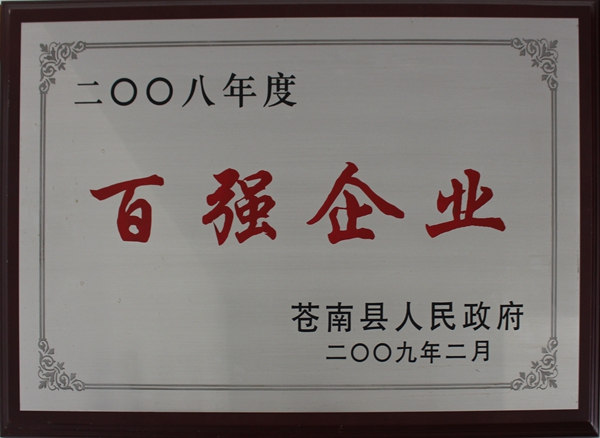 二〇〇八年度
百强企业
苍南县人民政府
二〇〇九年二月